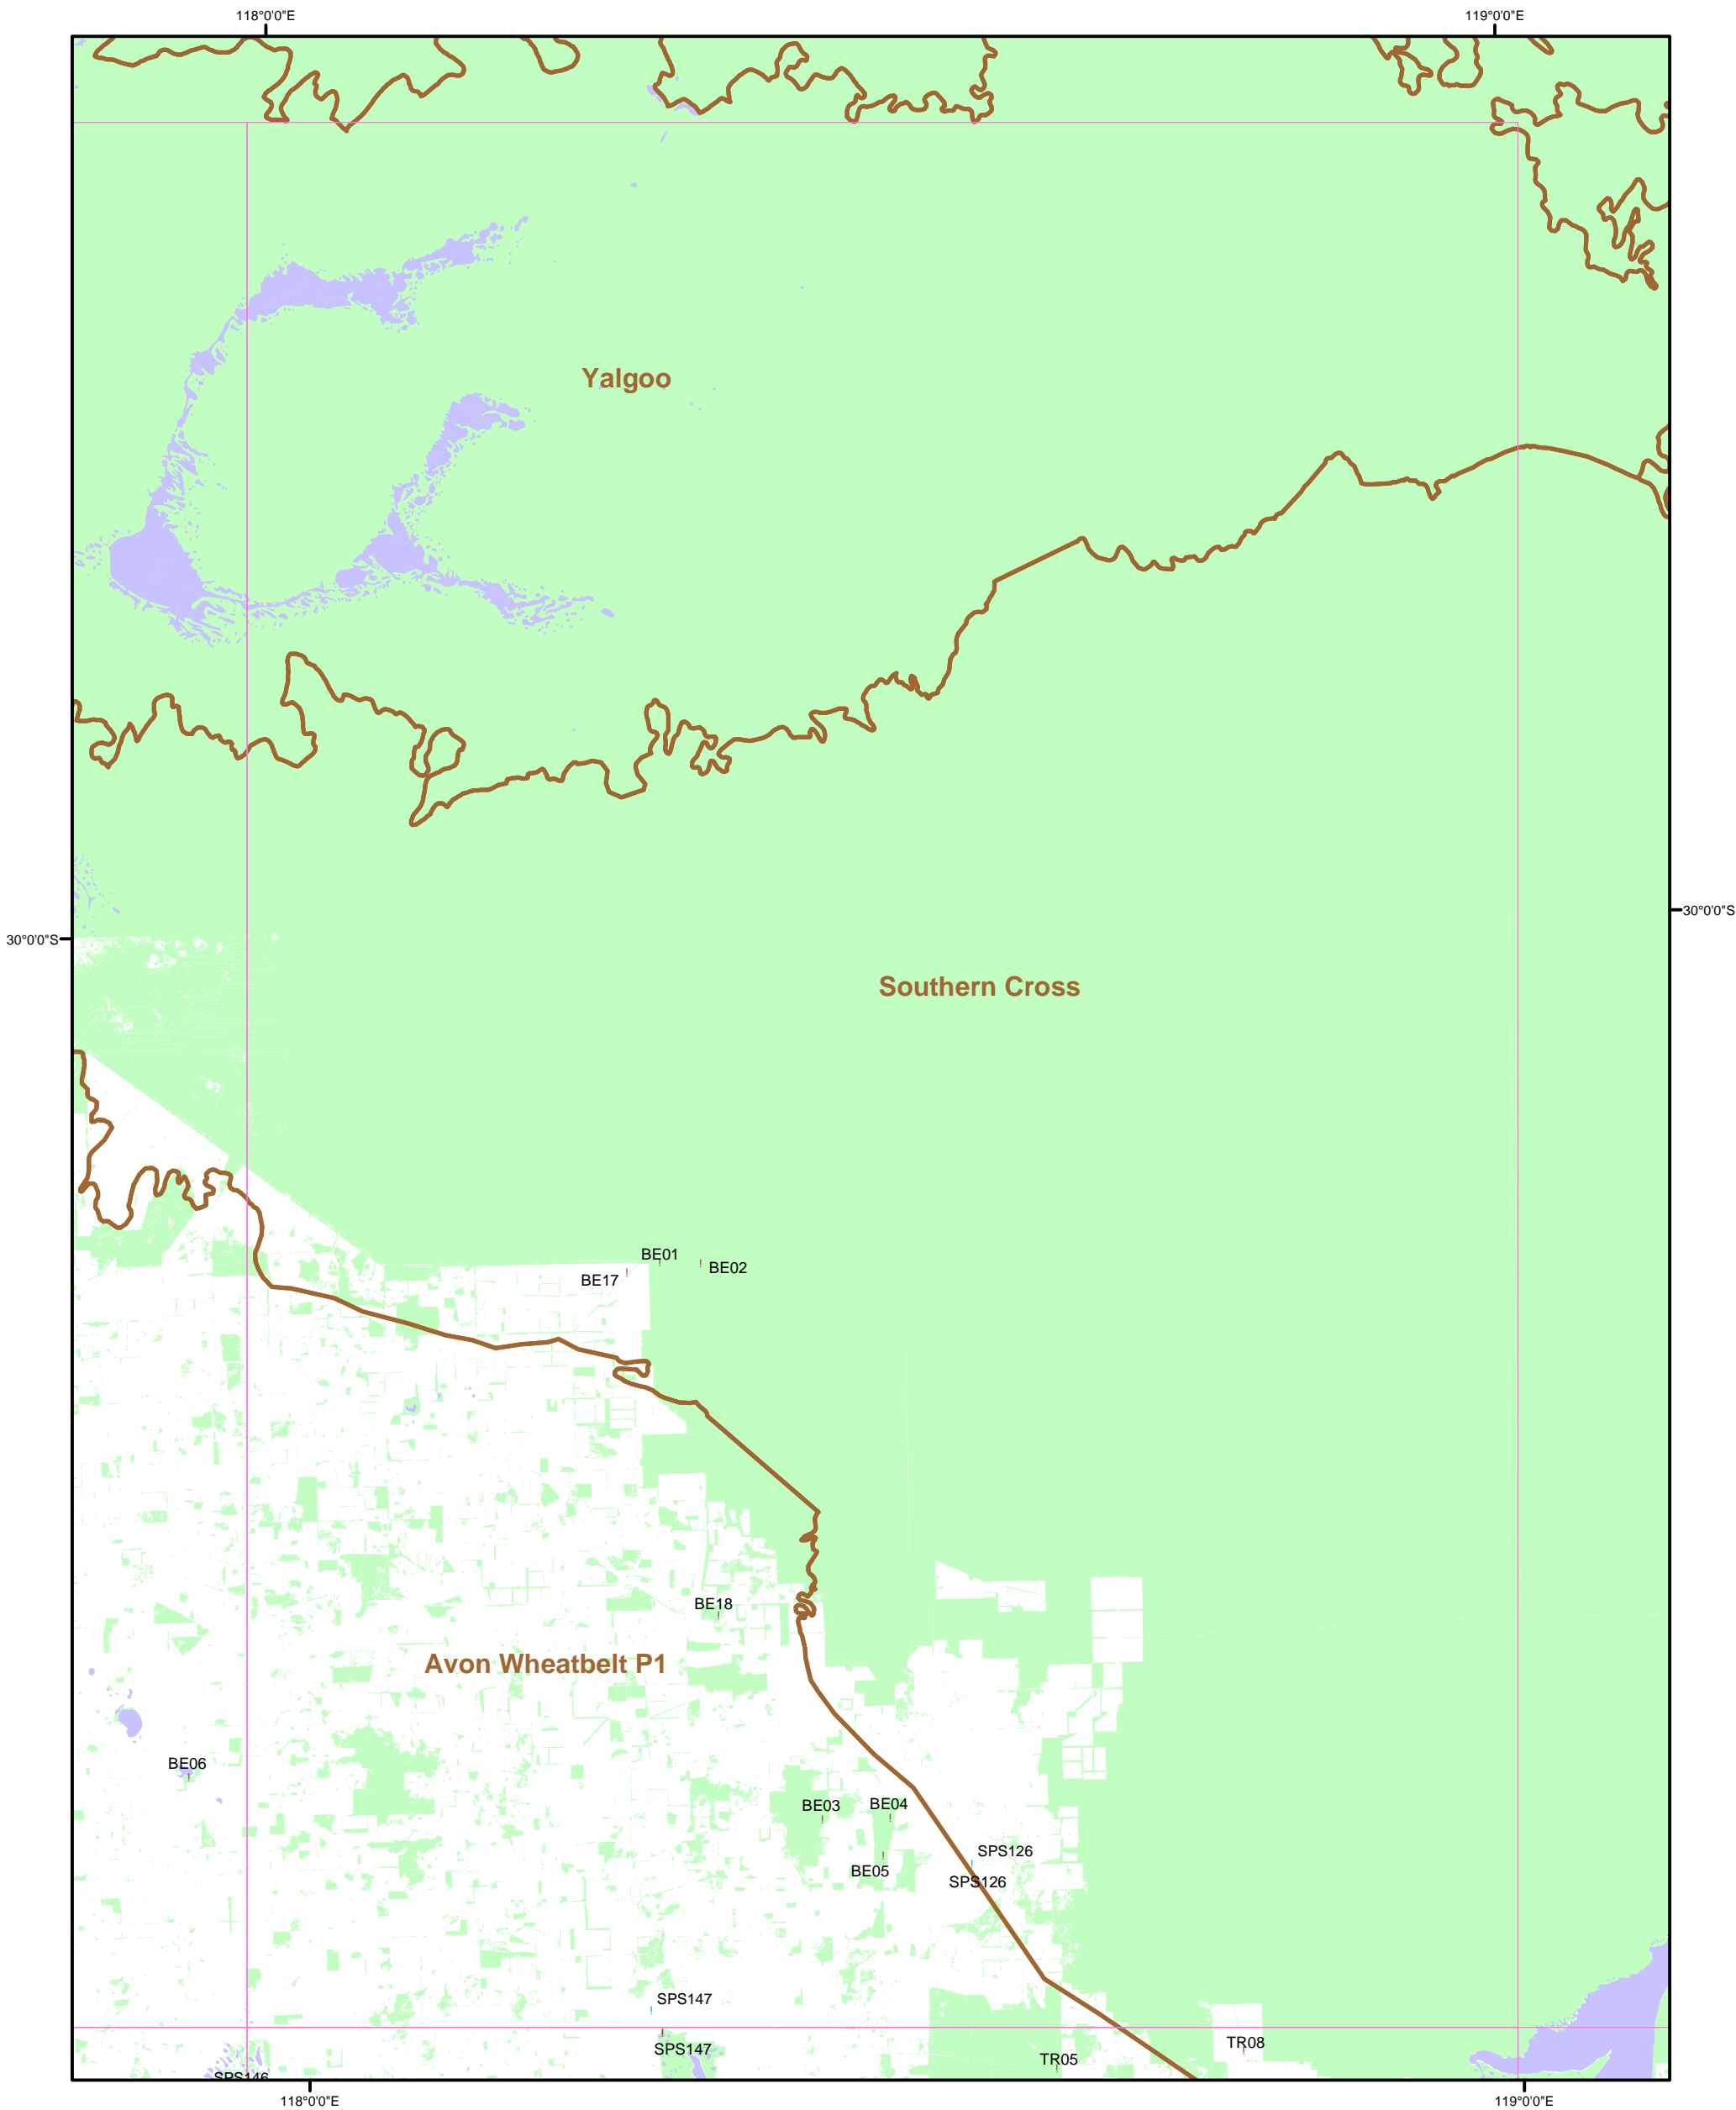 118°0'0"E
119°0'0"E
Yalgoo
30°0'0"S
30°0'0"S
Southern Cross
BE01
BE02
BE17
BE18
Avon Wheatbelt P1
BE06
BE03
BE04
SPS126
BE05
SPS126
SPS147
TR08
SPS147
TR05
SPS146
118°0'0"E
119°0'0"E